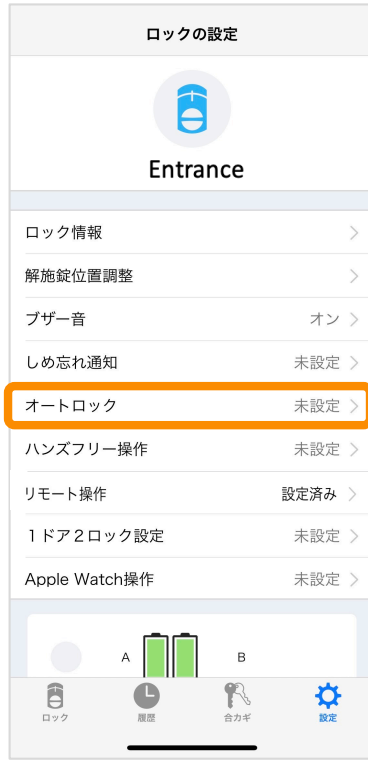 ロックの設定
Entrance
ロック情報
解施錠位置調整
ブザー音 オン
しめ忘れ通知 未設定
オートロック 未設定
ハンズフリー操作 未設定
リモート操作 設定済み
1ドア2ロック設定 未設定
Apple Watch操作 未設定
A B
ロック 履歴 合カギ 設定